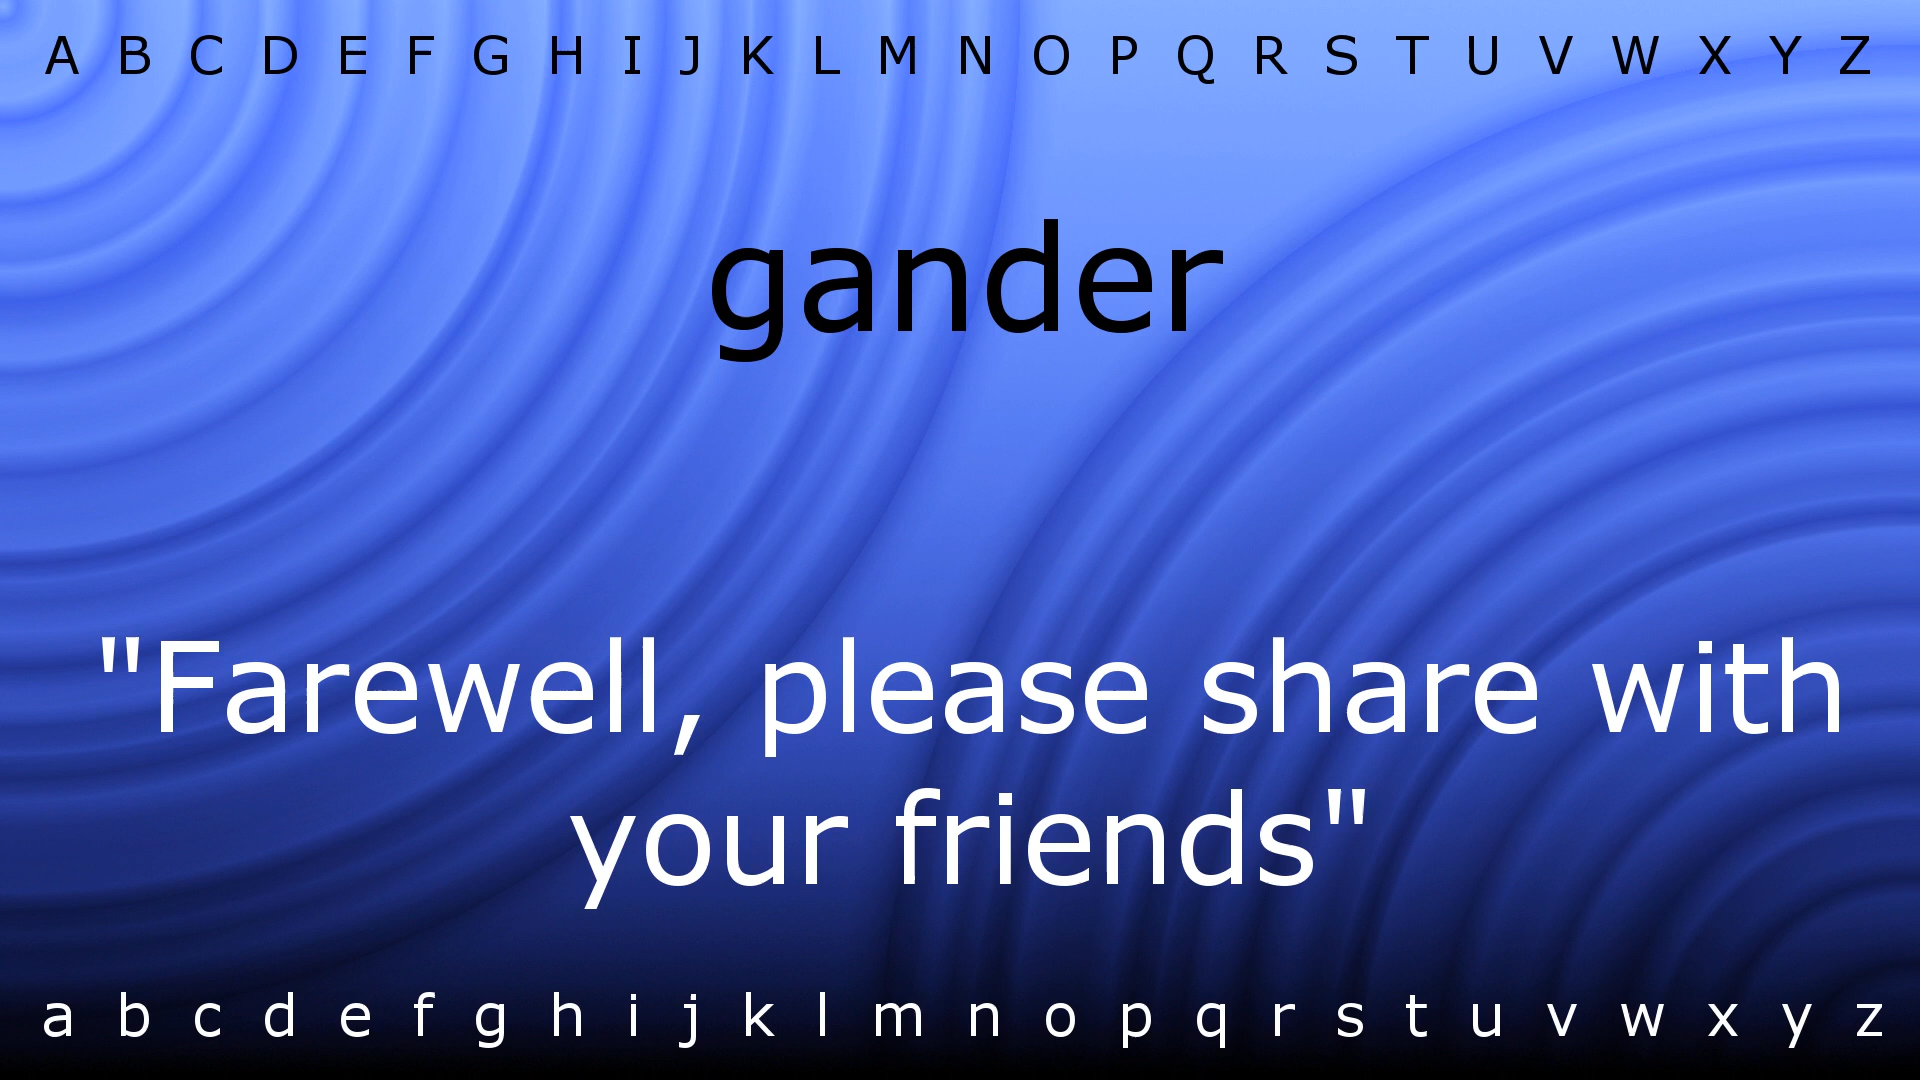 A B C D E F G H I J K L M N O P Q R S T U V W X Y Z
gander
"Farewell, please share with
your friends"
a b c d e f g h i j k l m n o p q r s t u v w x y z